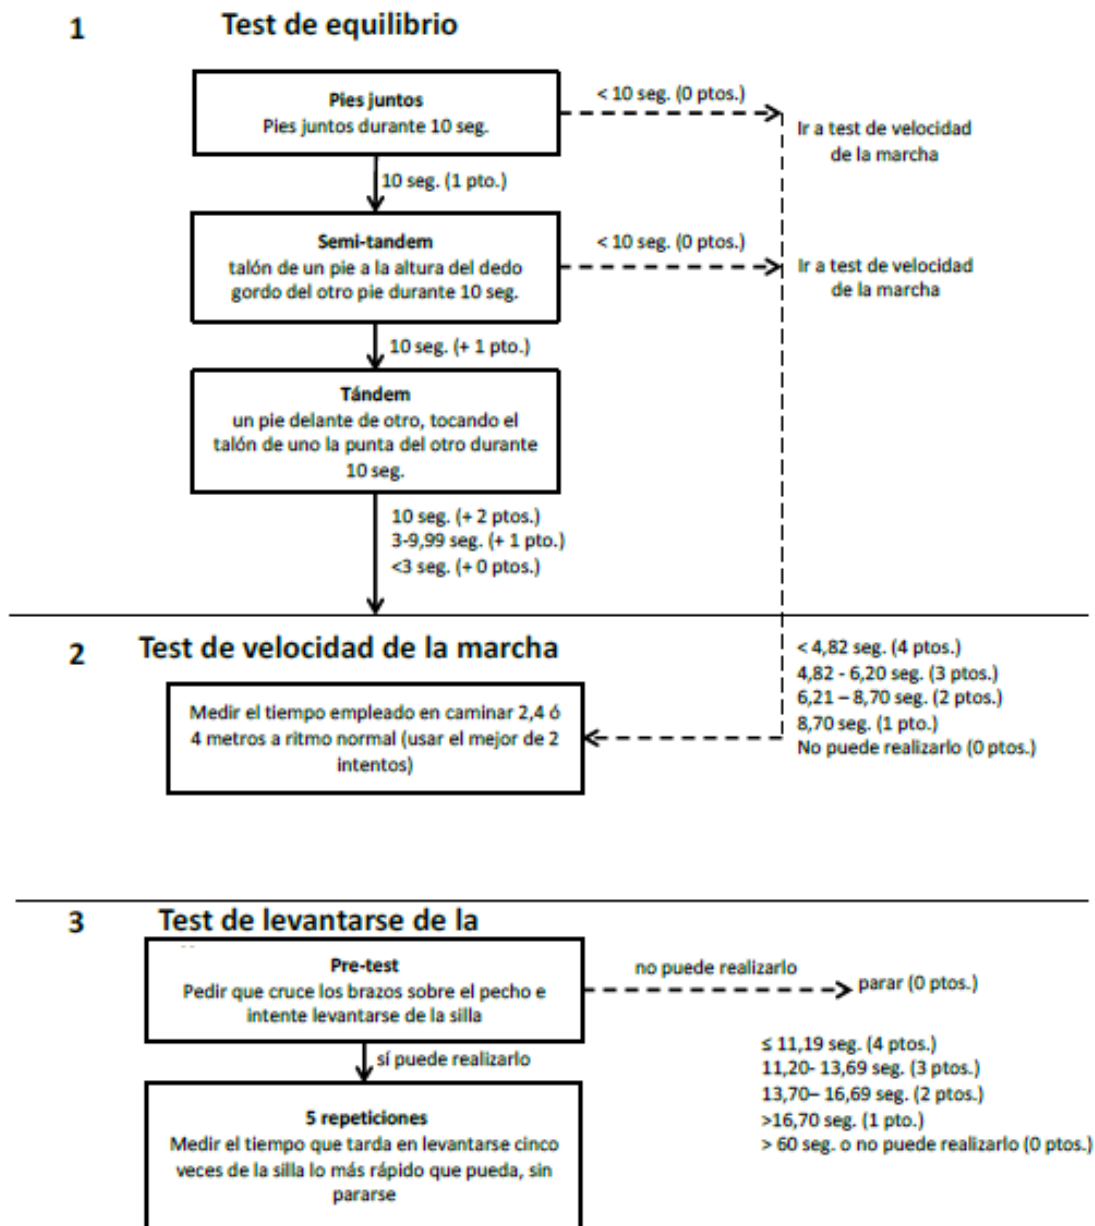 1 Test de equilibrio
Pies juntos
Pies juntos durante 10 seg.
< 10 seg. (0 ptos.)
Ir a test de velocidad
de la marcha
10 seg. (1 pto.)
Semi-tandem
talón de un pie a la altura del dedo
gordo del otro pie durante 10 seg.
< 10 seg. (0 ptos.)
Ir a test de velocidad
de la marcha
10 seg. (+ 1 pto.)
Tándem
un pie delante de otro, tocando el
talón de uno la punta del otro durante
10 seg.
10 seg. (+ 2 ptos.)
3-9,99 seg. (+ 1 pto.)
<3 seg. (+ 0 ptos.)
2 Test de velocidad de la marcha
Medir el tiempo empleado en caminar 2,4 ó
4 metros a ritmo normal (usar el mejor de 2
intentos)
< 4,82 seg. (4 ptos.)
4,82 - 6,20 seg. (3 ptos.)
6,21 – 8,70 seg. (2 ptos.)
8,70 seg. (1 pto.)
No puede realizarlo (0 ptos.)
3 Test de levantarse de la
Pre-test
Pedir que cruce los brazos sobre el pecho e
intente levantarse de la silla
no puede realizarlo
parar (0 ptos.)
sí puede realizarlo
5 repeticiones
Medir el tiempo que tarda en levantarse cinco
veces de la silla lo más rápido que pueda, sin
pararse
≤ 11,19 seg. (4 ptos.)
11,20- 13,69 seg. (3 ptos.)
13,70– 16,69 seg. (2 ptos.)
>16,70 seg. (1 pto.)
> 60 seg. o no puede realizarlo (0 ptos.)